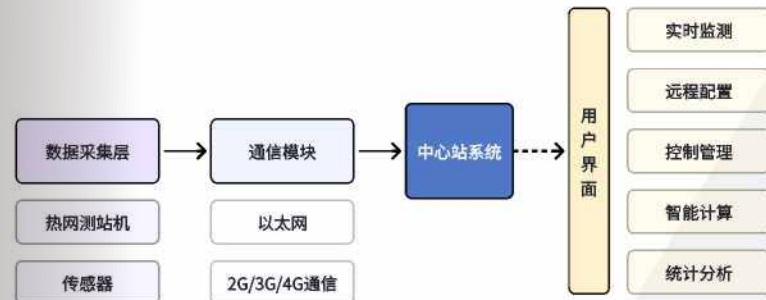 数据采集层
热网测站机
传感器
通信模块
以太网
2G/3G/4G通信
中心站系统
用户界面
实时监测
远程配置
控制管理
智能计算
统计分析